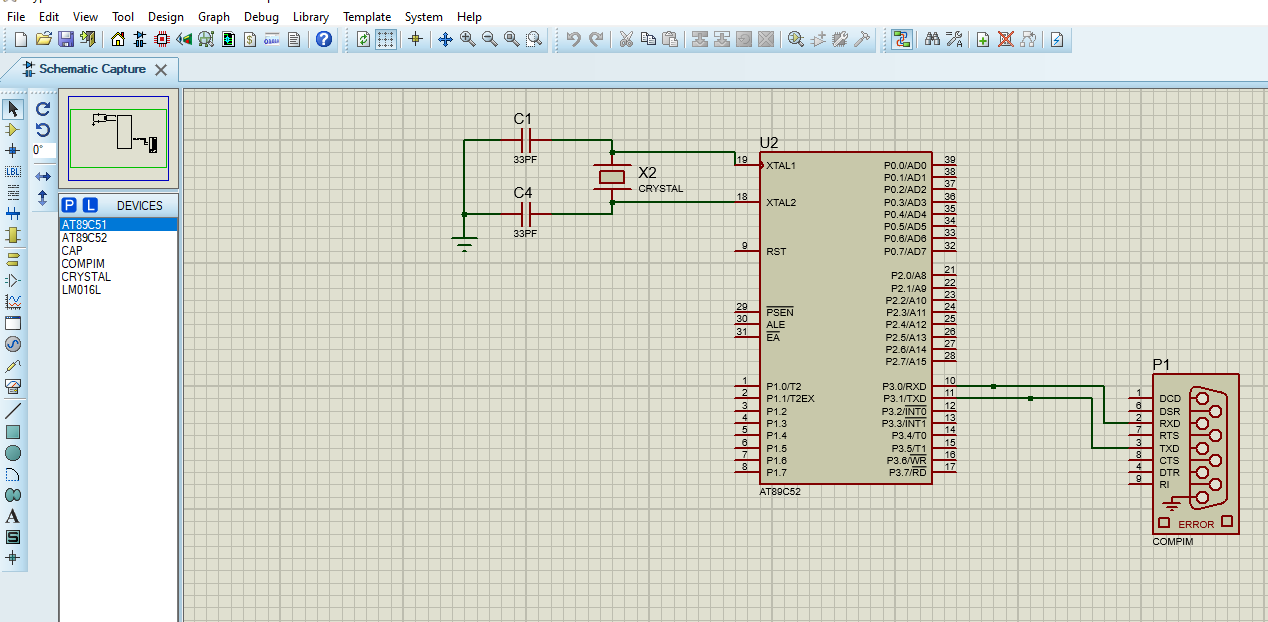 File Edit View Tool Design Graph Debug Library Template System Help
Schematic Capture
0°
LBL
P L DEVICES
AT89C51
AT89C52
CAP
COMPIM
CRYSTAL
LM016L
A
S
C1
33PF
C4
33PF
X2
CRYSTAL
U2
19 XTAL1
18 XTAL2
9 RST
29 PSEN
30 ALE
31 EA
1 P1.0/T2
2 P1.1/T2EX
3 P1.2
4 P1.3
5 P1.4
6 P1.5
7 P1.6
8 P1.7
P0.0/AD0 39
P0.1/AD1 38
P0.2/AD2 37
P0.3/AD3 36
P0.4/AD4 35
P0.5/AD5 34
P0.6/AD6 33
P0.7/AD7 32
P2.0/A8 21
P2.1/A9 22
P2.2/A10 23
P2.3/A11 24
P2.4/A12 25
P2.5/A13 26
P2.6/A14 27
P2.7/A15 28
P3.0/RXD 10
P3.1/TXD 11
P3.2/INT0 12
P3.3/INT1 13
P3.4/T0 14
P3.5/T1 15
P3.6/WR 16
P3.7/RD 17
AT89C52
P1
1 DCD
6 DSR
2 RXD
7 RTS
3 TXD
8 CTS
4 DTR
9 RI
ERROR
COMPIM